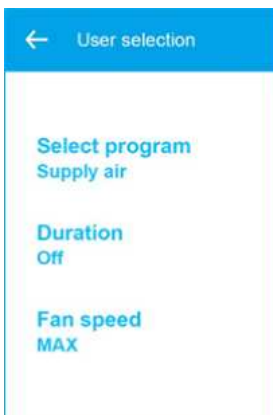 User selection
Select program
Supply air
Duration
Off
Fan speed
MAX